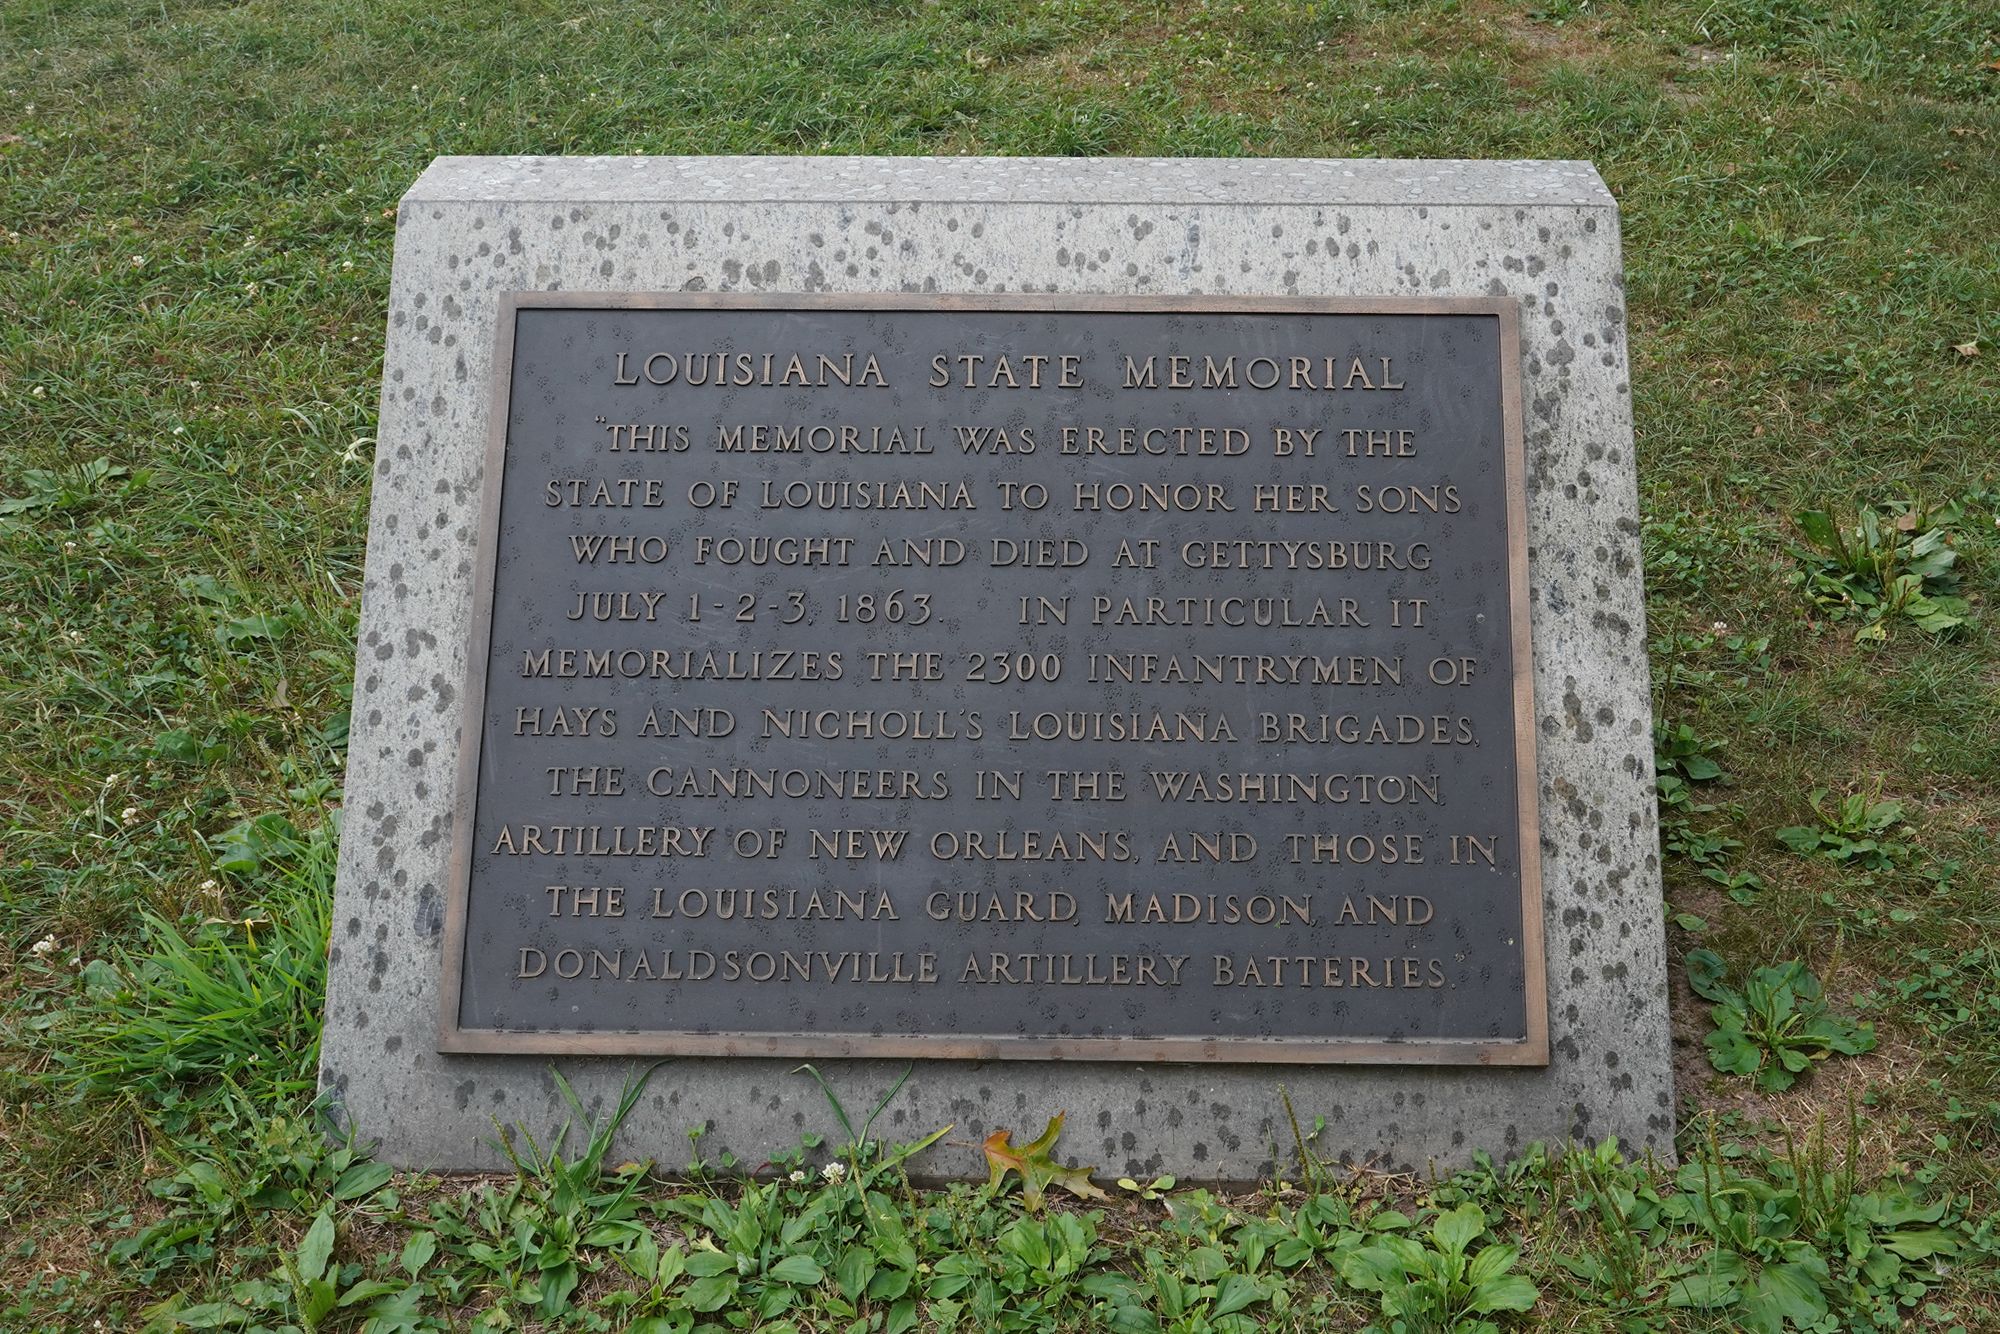 LOUISIANA STATE MEMORIAL
"THIS MEMORIAL WAS ERECTED BY THE
STATE OF LOUISIANA TO HONOR HER SONS
WHO FOUGHT AND DIED AT GETTYSBURG
JULY 1-2-3, 1863. IN PARTICULAR IT
MEMORIALIZES THE 2300 INFANTRYMEN OF
HAYS AND NICHOLL'S LOUISIANA BRIGADES,
THE CANNONEERS IN THE WASHINGTON
ARTILLERY OF NEW ORLEANS, AND THOSE IN
THE LOUISIANA GUARD, MADISON, AND
DONALDSONVILLE ARTILLERY BATTERIES."